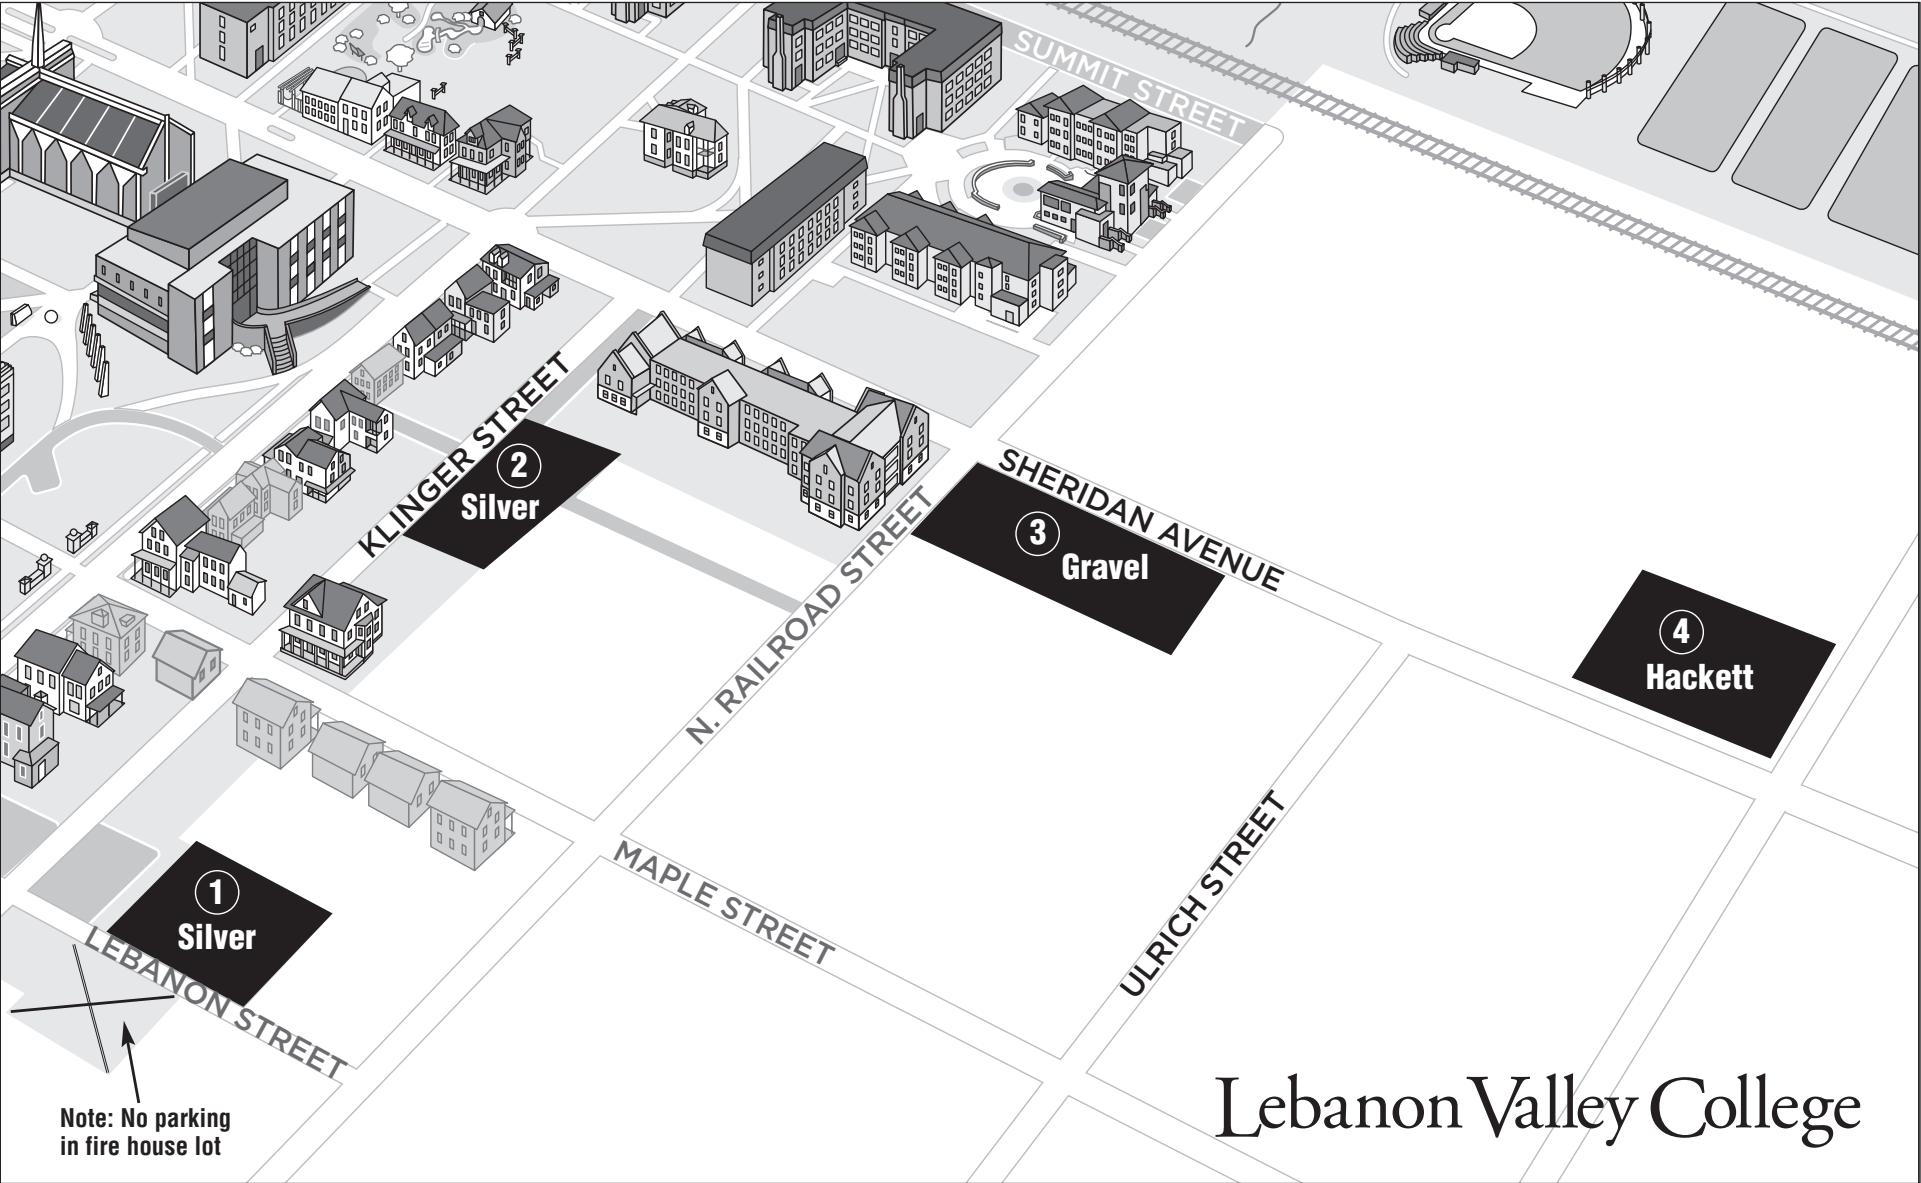 SUMMIT STREET
KLINGER STREET
2
Silver
SHERIDAN AVENUE
3
Gravel
N. RAILROAD STREET
4
Hackett
1
Silver
MAPLE STREET
ULRICH STREET
LEBANON STREET
Note: No parking
in fire house lot
Lebanon Valley College